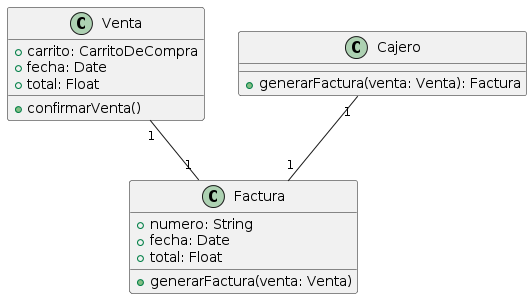 C Venta
carrito: CarritoDeCompra
fecha: Date
total: Float
confirmarVenta()
C Cajero
generarFactura(venta: Venta): Factura
1
1
1
1
C Factura
numero: String
fecha: Date
total: Float
generarFactura(venta: Venta)